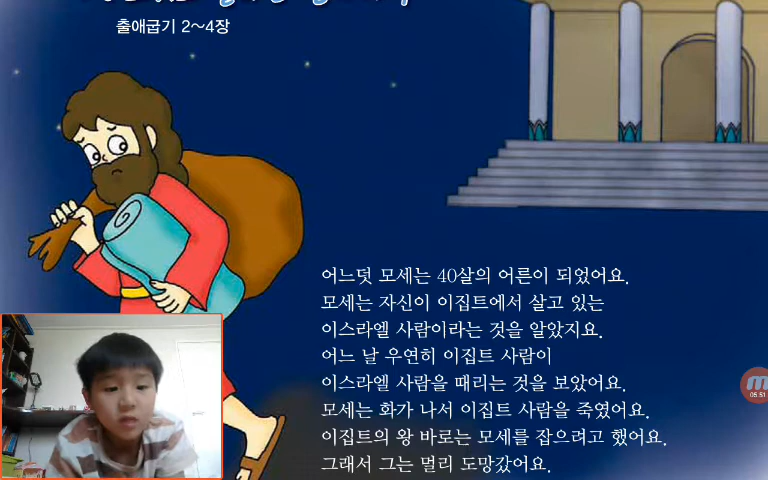 출애굽기 2~4장
어느덧 모세는 40살의 어른이 되었어요.
모세는 자신이 이집트에서 살고 있는
이스라엘 사람이라는 것을 알았지요.
어느 날 우연히 이집트 사람이
이스라엘 사람을 때리는 것을 보았어요.
모세는 화가 나서 이집트 사람을 죽였어요.
이집트의 왕 바로는 모세를 잡으려고 했어요.
그래서 그는 멀리 도망갔어요.
05:51